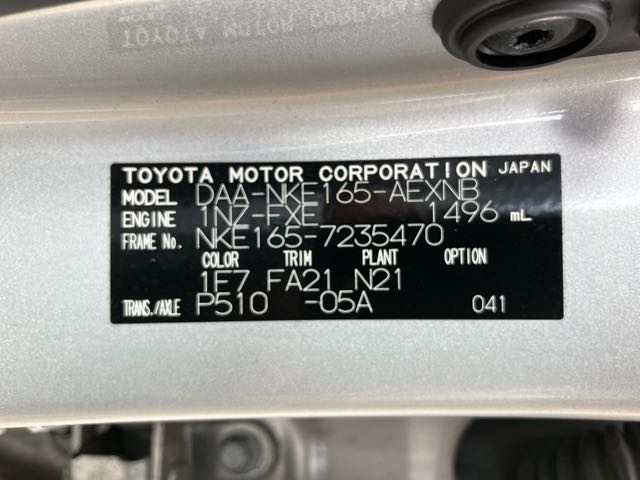 TOYOTA MOTOR CORPORATION JAPAN
MODEL DAA-NKE165-AEXNB
ENGINE 1NZ-FXE 1496 mL
FRAME No. NKE165-7235470
COLOR TRIM PLANT OPTION
1F7 FA21 N21
TRANS./AXLE P510 -05A 041